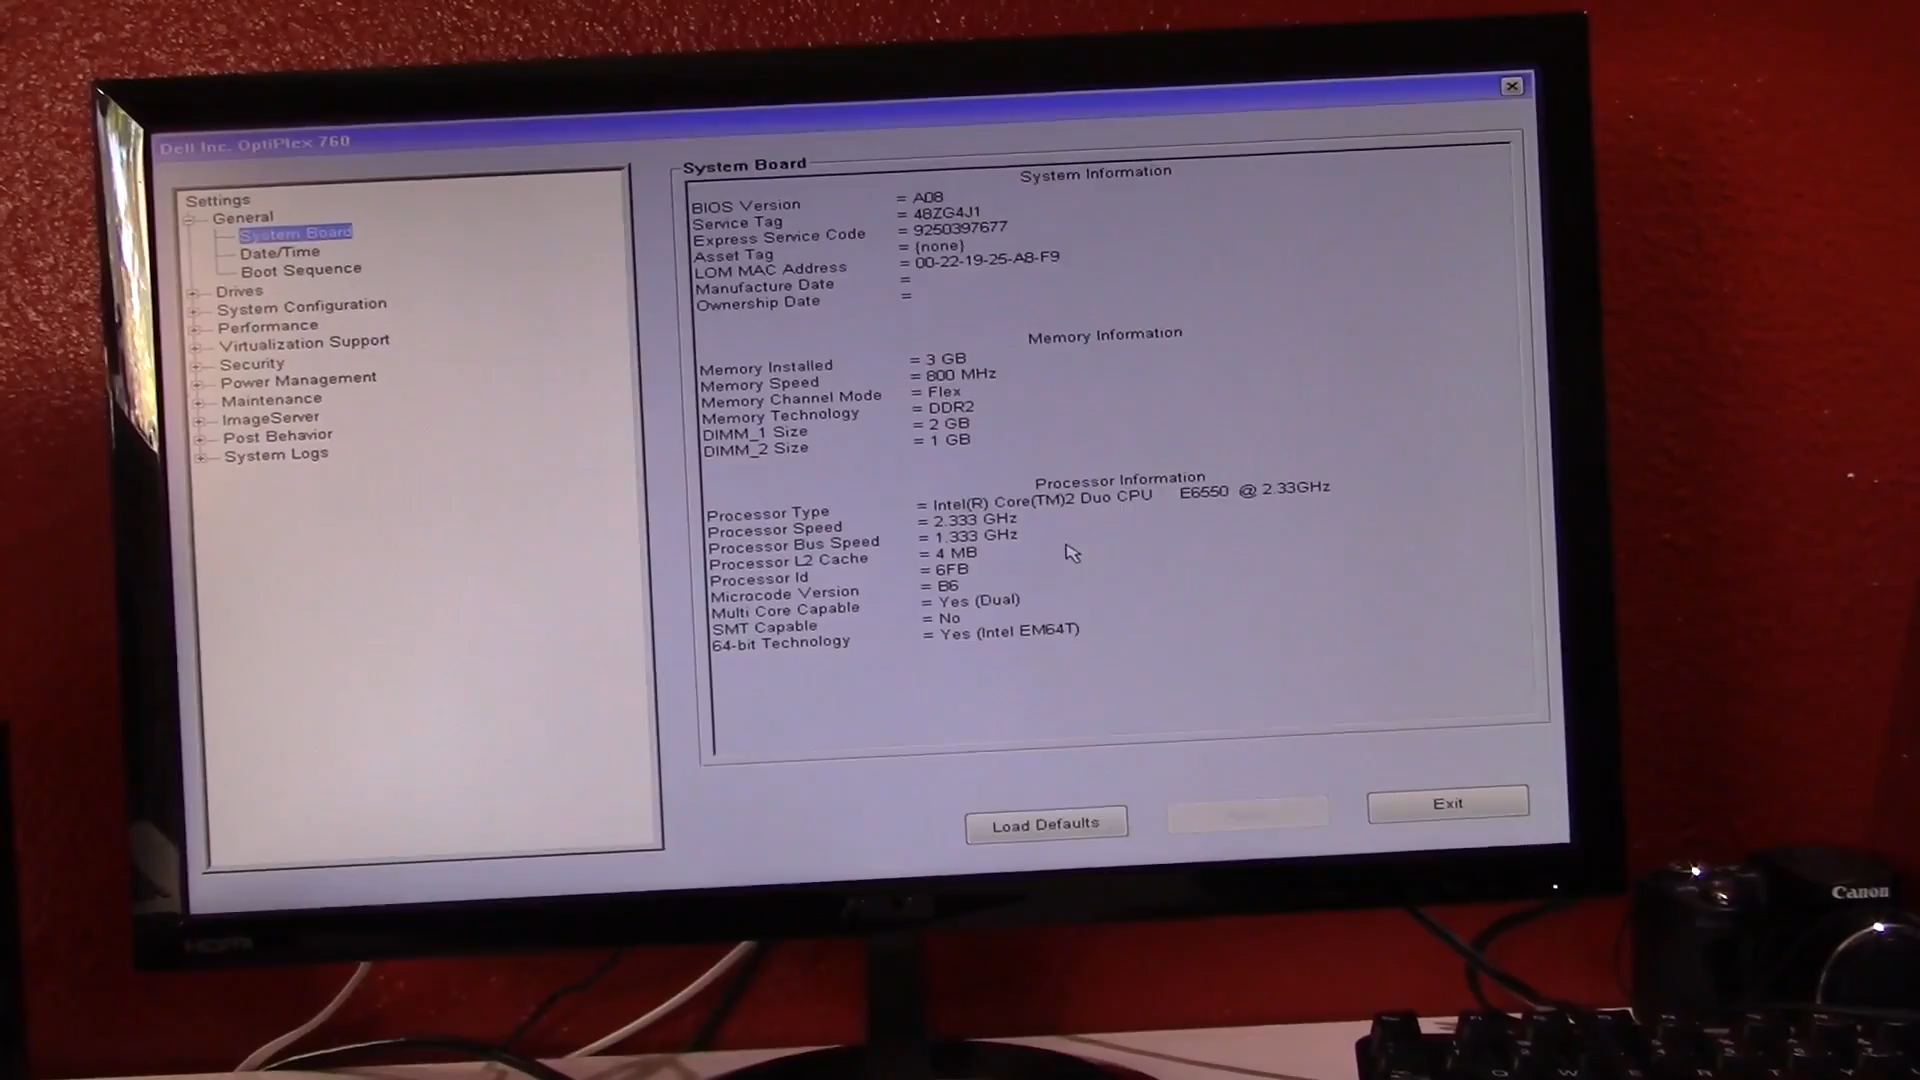 Dell Inc. OptiPlex 760
Settings
General
System Board
Date/Time
Boot Sequence
Drives
System Configuration
Performance
Virtualization Support
Security
Power Management
Maintenance
ImageServer
Post Behavior
System Logs
System Board
System Information
BIOS Version = A08
Service Tag = 48ZG4J1
Express Service Code = 9250397677
Asset Tag = {none}
LOM MAC Address = 00-22-19-25-A8-F9
Manufacture Date =
Ownership Date =
Memory Information
Memory Installed = 3 GB
Memory Speed = 800 MHz
Memory Channel Mode = Flex
Memory Technology = DDR2
DIMM_1 Size = 2 GB
DIMM_2 Size = 1 GB
Processor Information
Processor Type = Intel(R) Core(TM)2 Duo CPU E6550 @ 2.33GHz
Processor Speed = 2.333 GHz
Processor Bus Speed = 1.333 GHz
Processor L2 Cache = 4 MB
Processor Id = 6FB
Microcode Version = B6
Multi Core Capable = Yes (Dual)
SMT Capable = No
64-bit Technology = Yes (Intel EM64T)
Load Defaults
Exit
HDMI
Canon